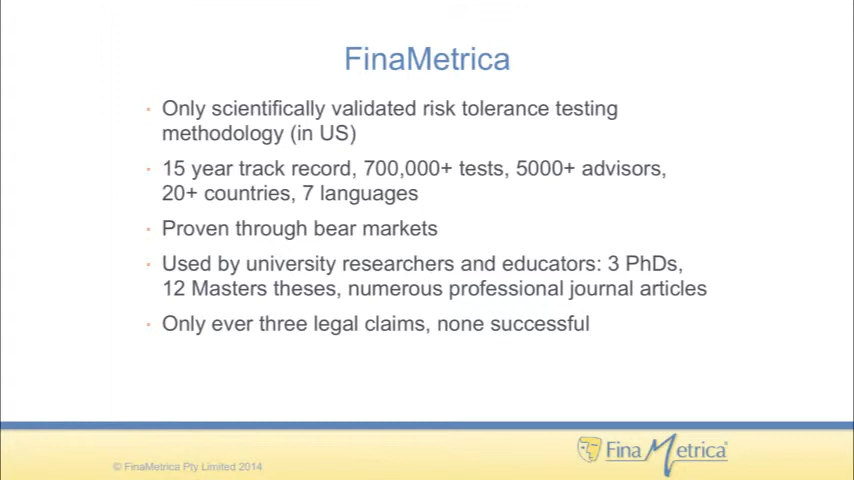 FinaMetrica
· Only scientifically validated risk tolerance testing
methodology (in US)
· 15 year track record, 700,000+ tests, 5000+ advisors,
20+ countries, 7 languages
· Proven through bear markets
· Used by university researchers and educators: 3 PhDs,
12 Masters theses, numerous professional journal articles
· Only ever three legal claims, none successful
© FinaMetrica Pty Limited 2014
FinaMetrica®